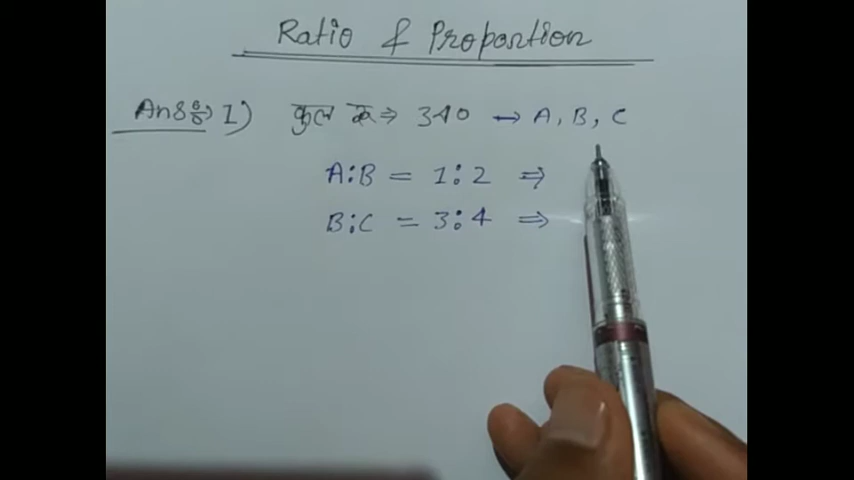 Ratio & Proportion
Ans:→ 1) कुल रू ⇒ 340 → A, B, C
A:B = 1:2 ⇒
B:C = 3:4 ⇒